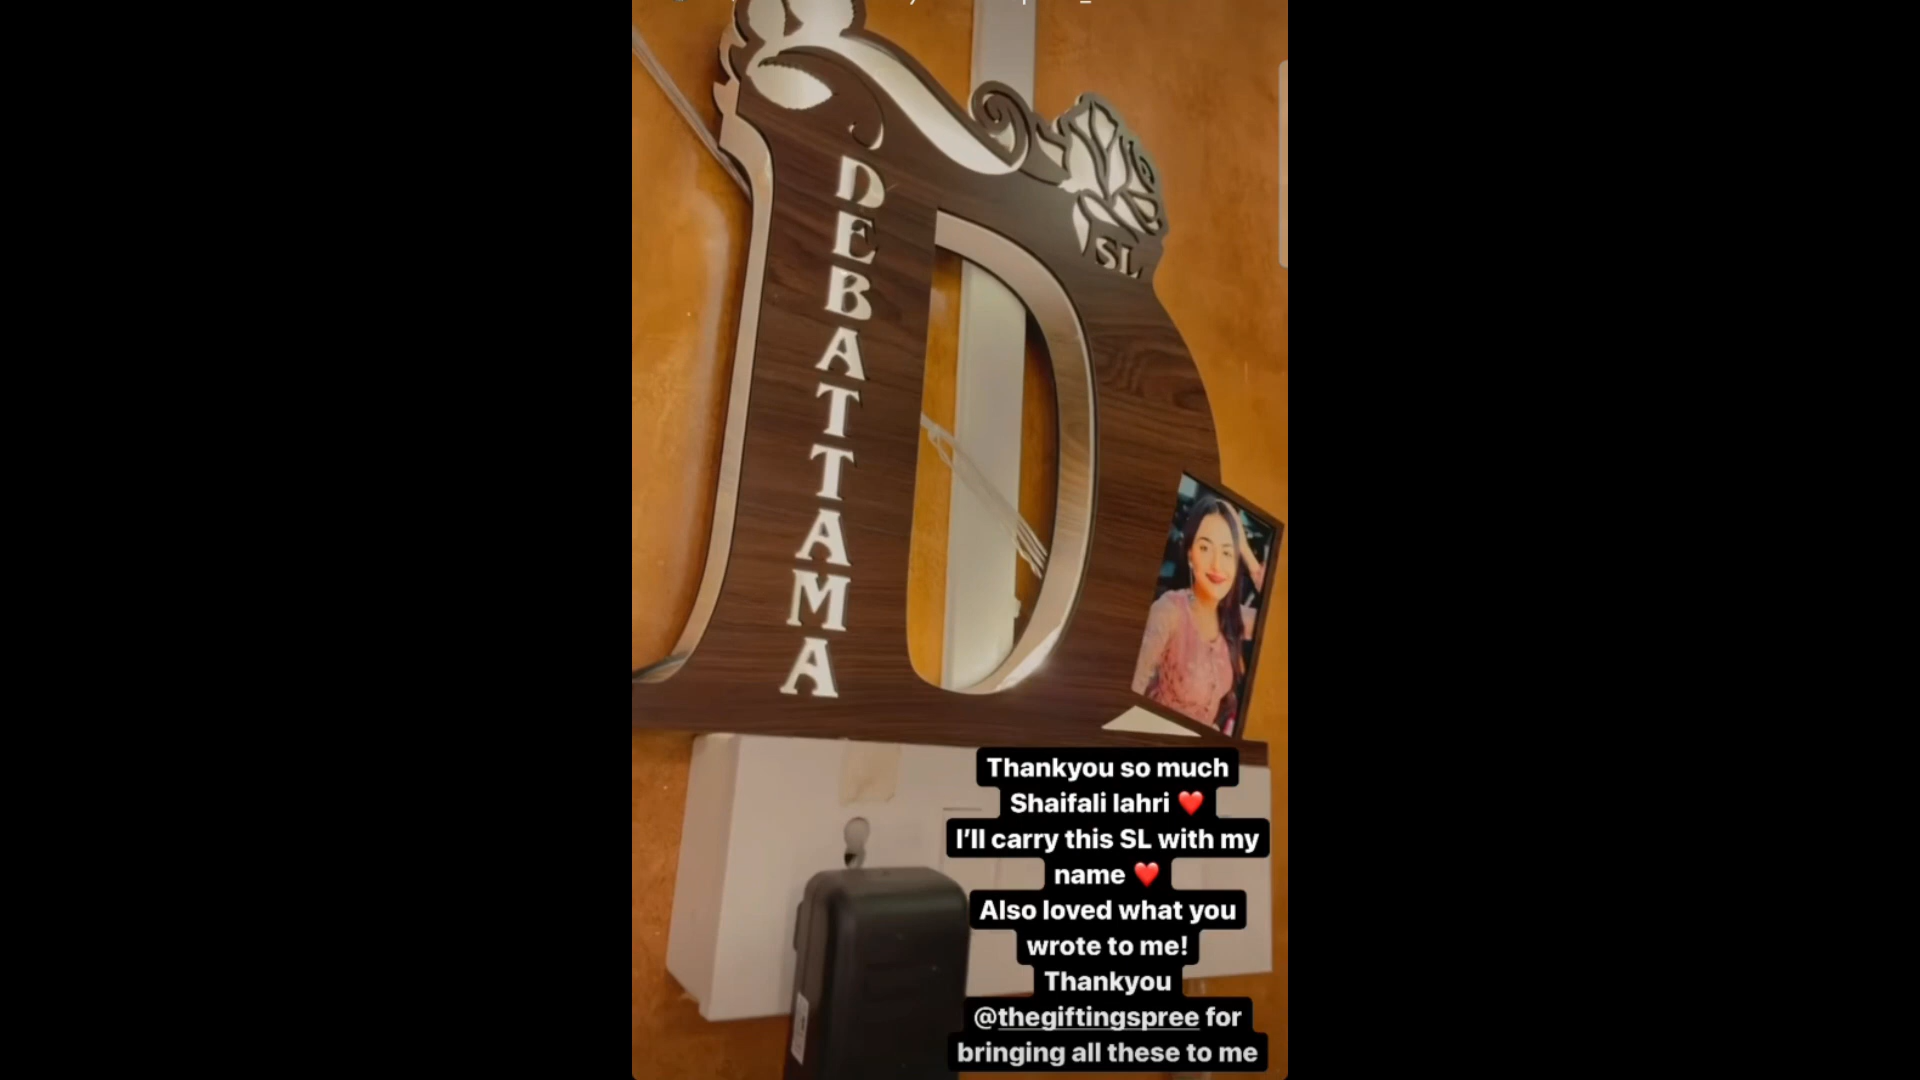 DEBATTAMA
SL
Thankyou so much
Shaifali lahri ❤️
I’ll carry this SL with my
name ❤️
Also loved what you
wrote to me!
Thankyou
@thegiftingspree for
bringing all these to me